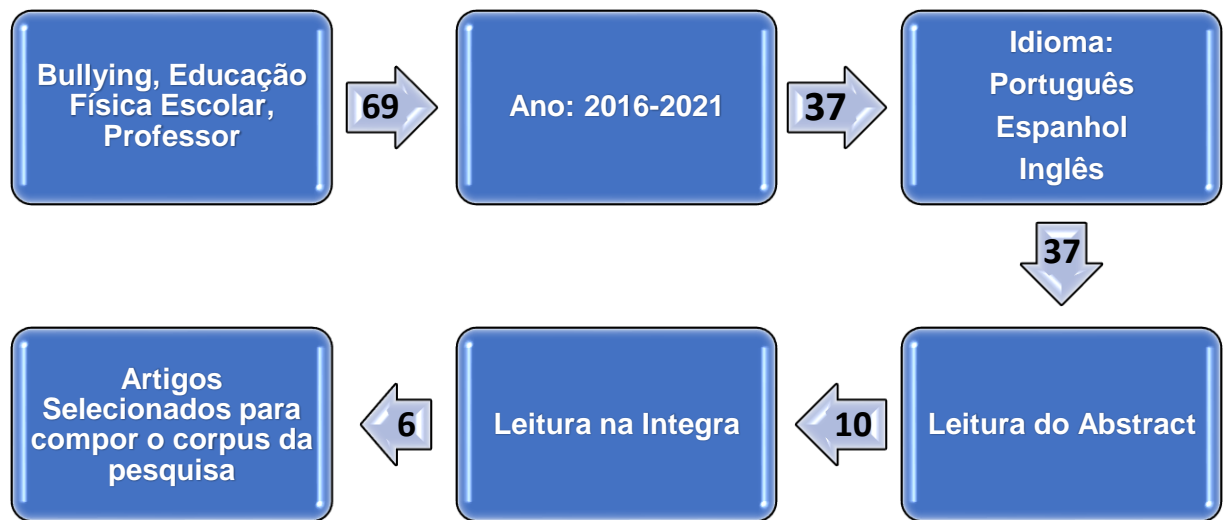 Bullying, Educação
Física Escolar,
Professor
69
Ano: 2016-2021
37
Idioma:
Português
Espanhol
Inglês
37
Leitura do Abstract
10
Leitura na Integra
6
Artigos
Selecionados para
compor o corpus da
pesquisa